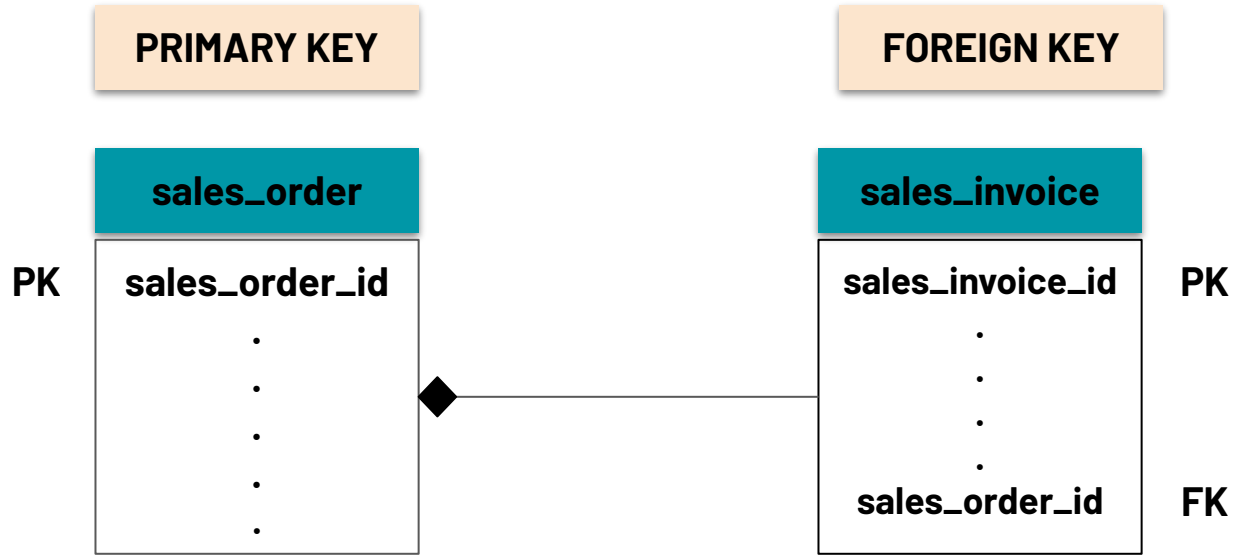 PRIMARY KEY
FOREIGN KEY
sales_order
sales_invoice
PK
sales_order_id
sales_invoice_id
PK
.
.
.
.
.
.
.
.
.
sales_order_id
FK